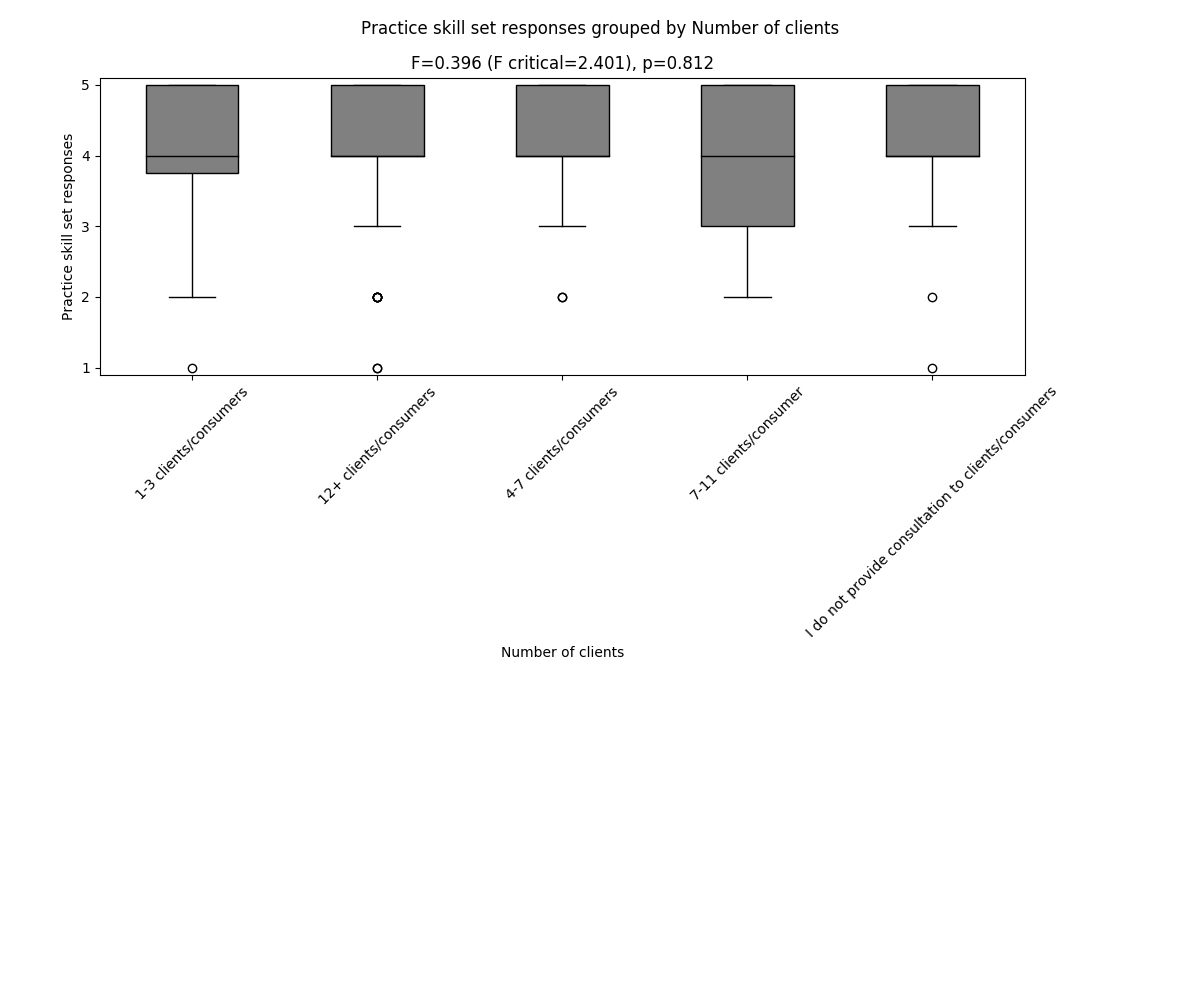 Practice skill set responses grouped by Number of clients
F=0.396 (F critical=2.401), p=0.812
Practice skill set responses
5
4
3
2
1
1-3 clients/consumers
12+ clients/consumers
4-7 clients/consumers
7-11 clients/consumer
I do not provide consultation to clients/consumers
Number of clients